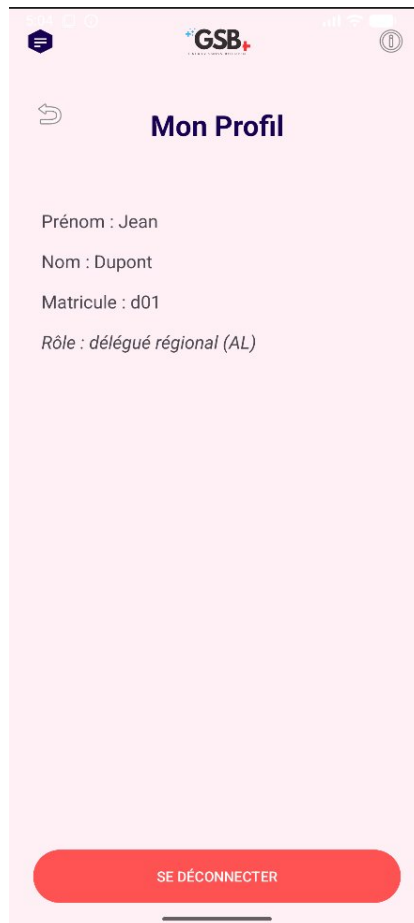 5:04
GSB
Mon Profil
Prénom : Jean
Nom : Dupont
Matricule : d01
Rôle : délégué régional (AL)
SE DÉCONNECTER